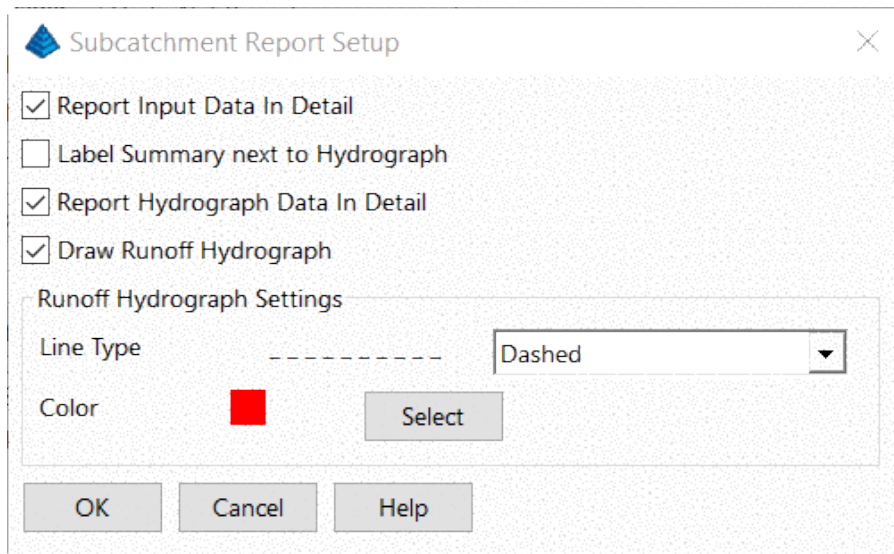 Subcatchment Report Setup
Report Input Data In Detail
Label Summary next to Hydrograph
Report Hydrograph Data In Detail
Draw Runoff Hydrograph
Runoff Hydrograph Settings
Line Type Dashed
Color Select
OK Cancel Help